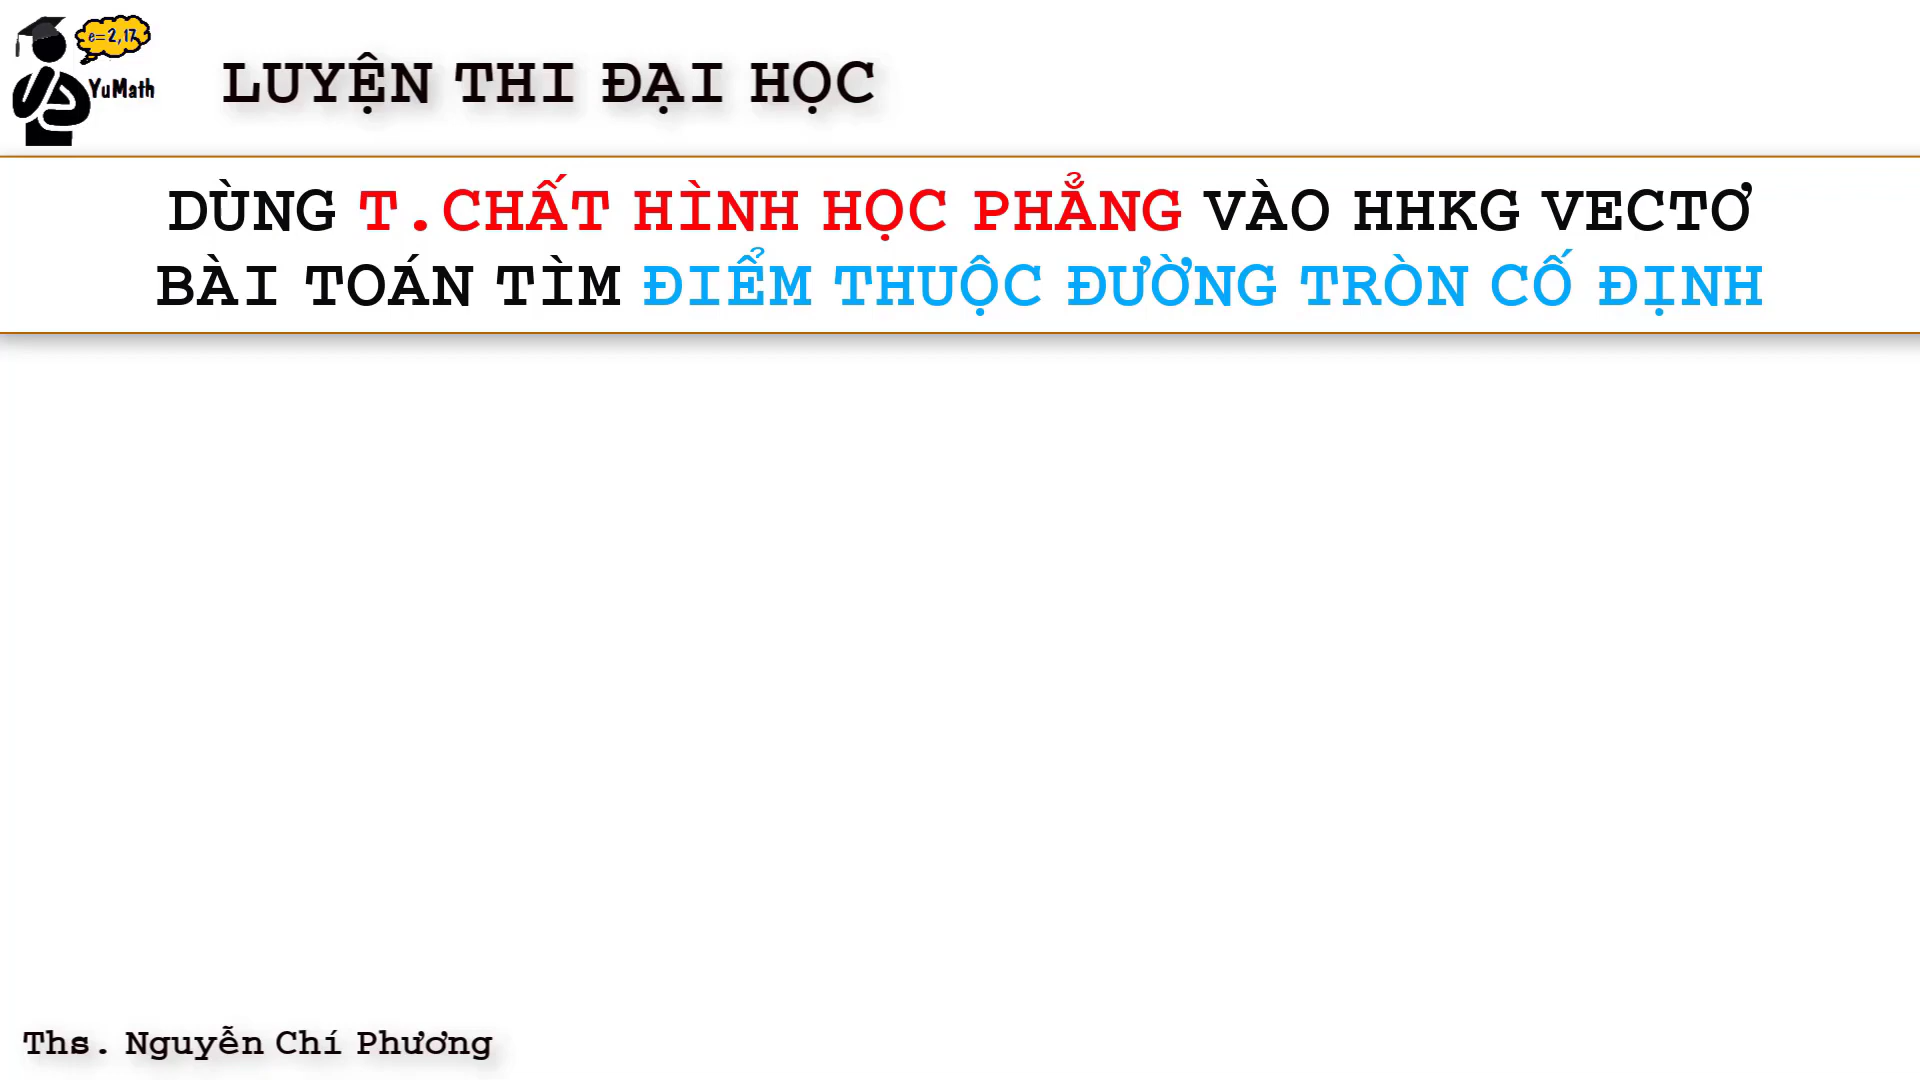 e=2,17
YuMath
LUYỆN THI ĐẠI HỌC
DÙNG T.CHẤT HÌNH HỌC PHẲNG VÀO HHKG VECTƠ
BÀI TOÁN TÌM ĐIỂM THUỘC ĐƯỜNG TRÒN CỐ ĐỊNH
Ths. Nguyễn Chí Phương